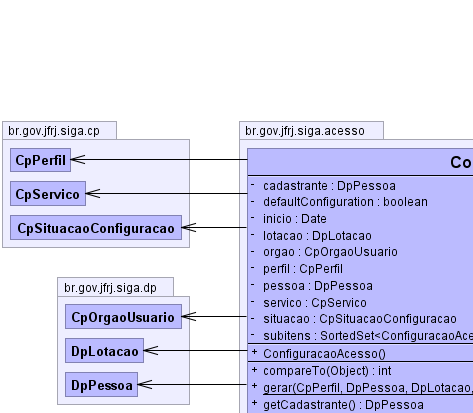 br.gov.jfrj.siga.cp
CpPerfil
CpServico
CpSituacaoConfiguracao
br.gov.jfrj.siga.dp
CpOrgaoUsuario
DpLotacao
DpPessoa
br.gov.jfrj.siga.acesso
Co
- cadastrante : DpPessoa
- defaultConfiguration : boolean
- inicio : Date
- lotacao : DpLotacao
- orgao : CpOrgaoUsuario
- perfil : CpPerfil
- pessoa : DpPessoa
- servico : CpServico
- situacao : CpSituacaoConfiguracao
- subitens : SortedSet<ConfiguracaoAce
+ ConfiguracaoAcesso()
+ compareTo(Object) : int
+ gerar(CpPerfil, DpPessoa, DpLotacao,
+ getCadastrante() : DpPessoa